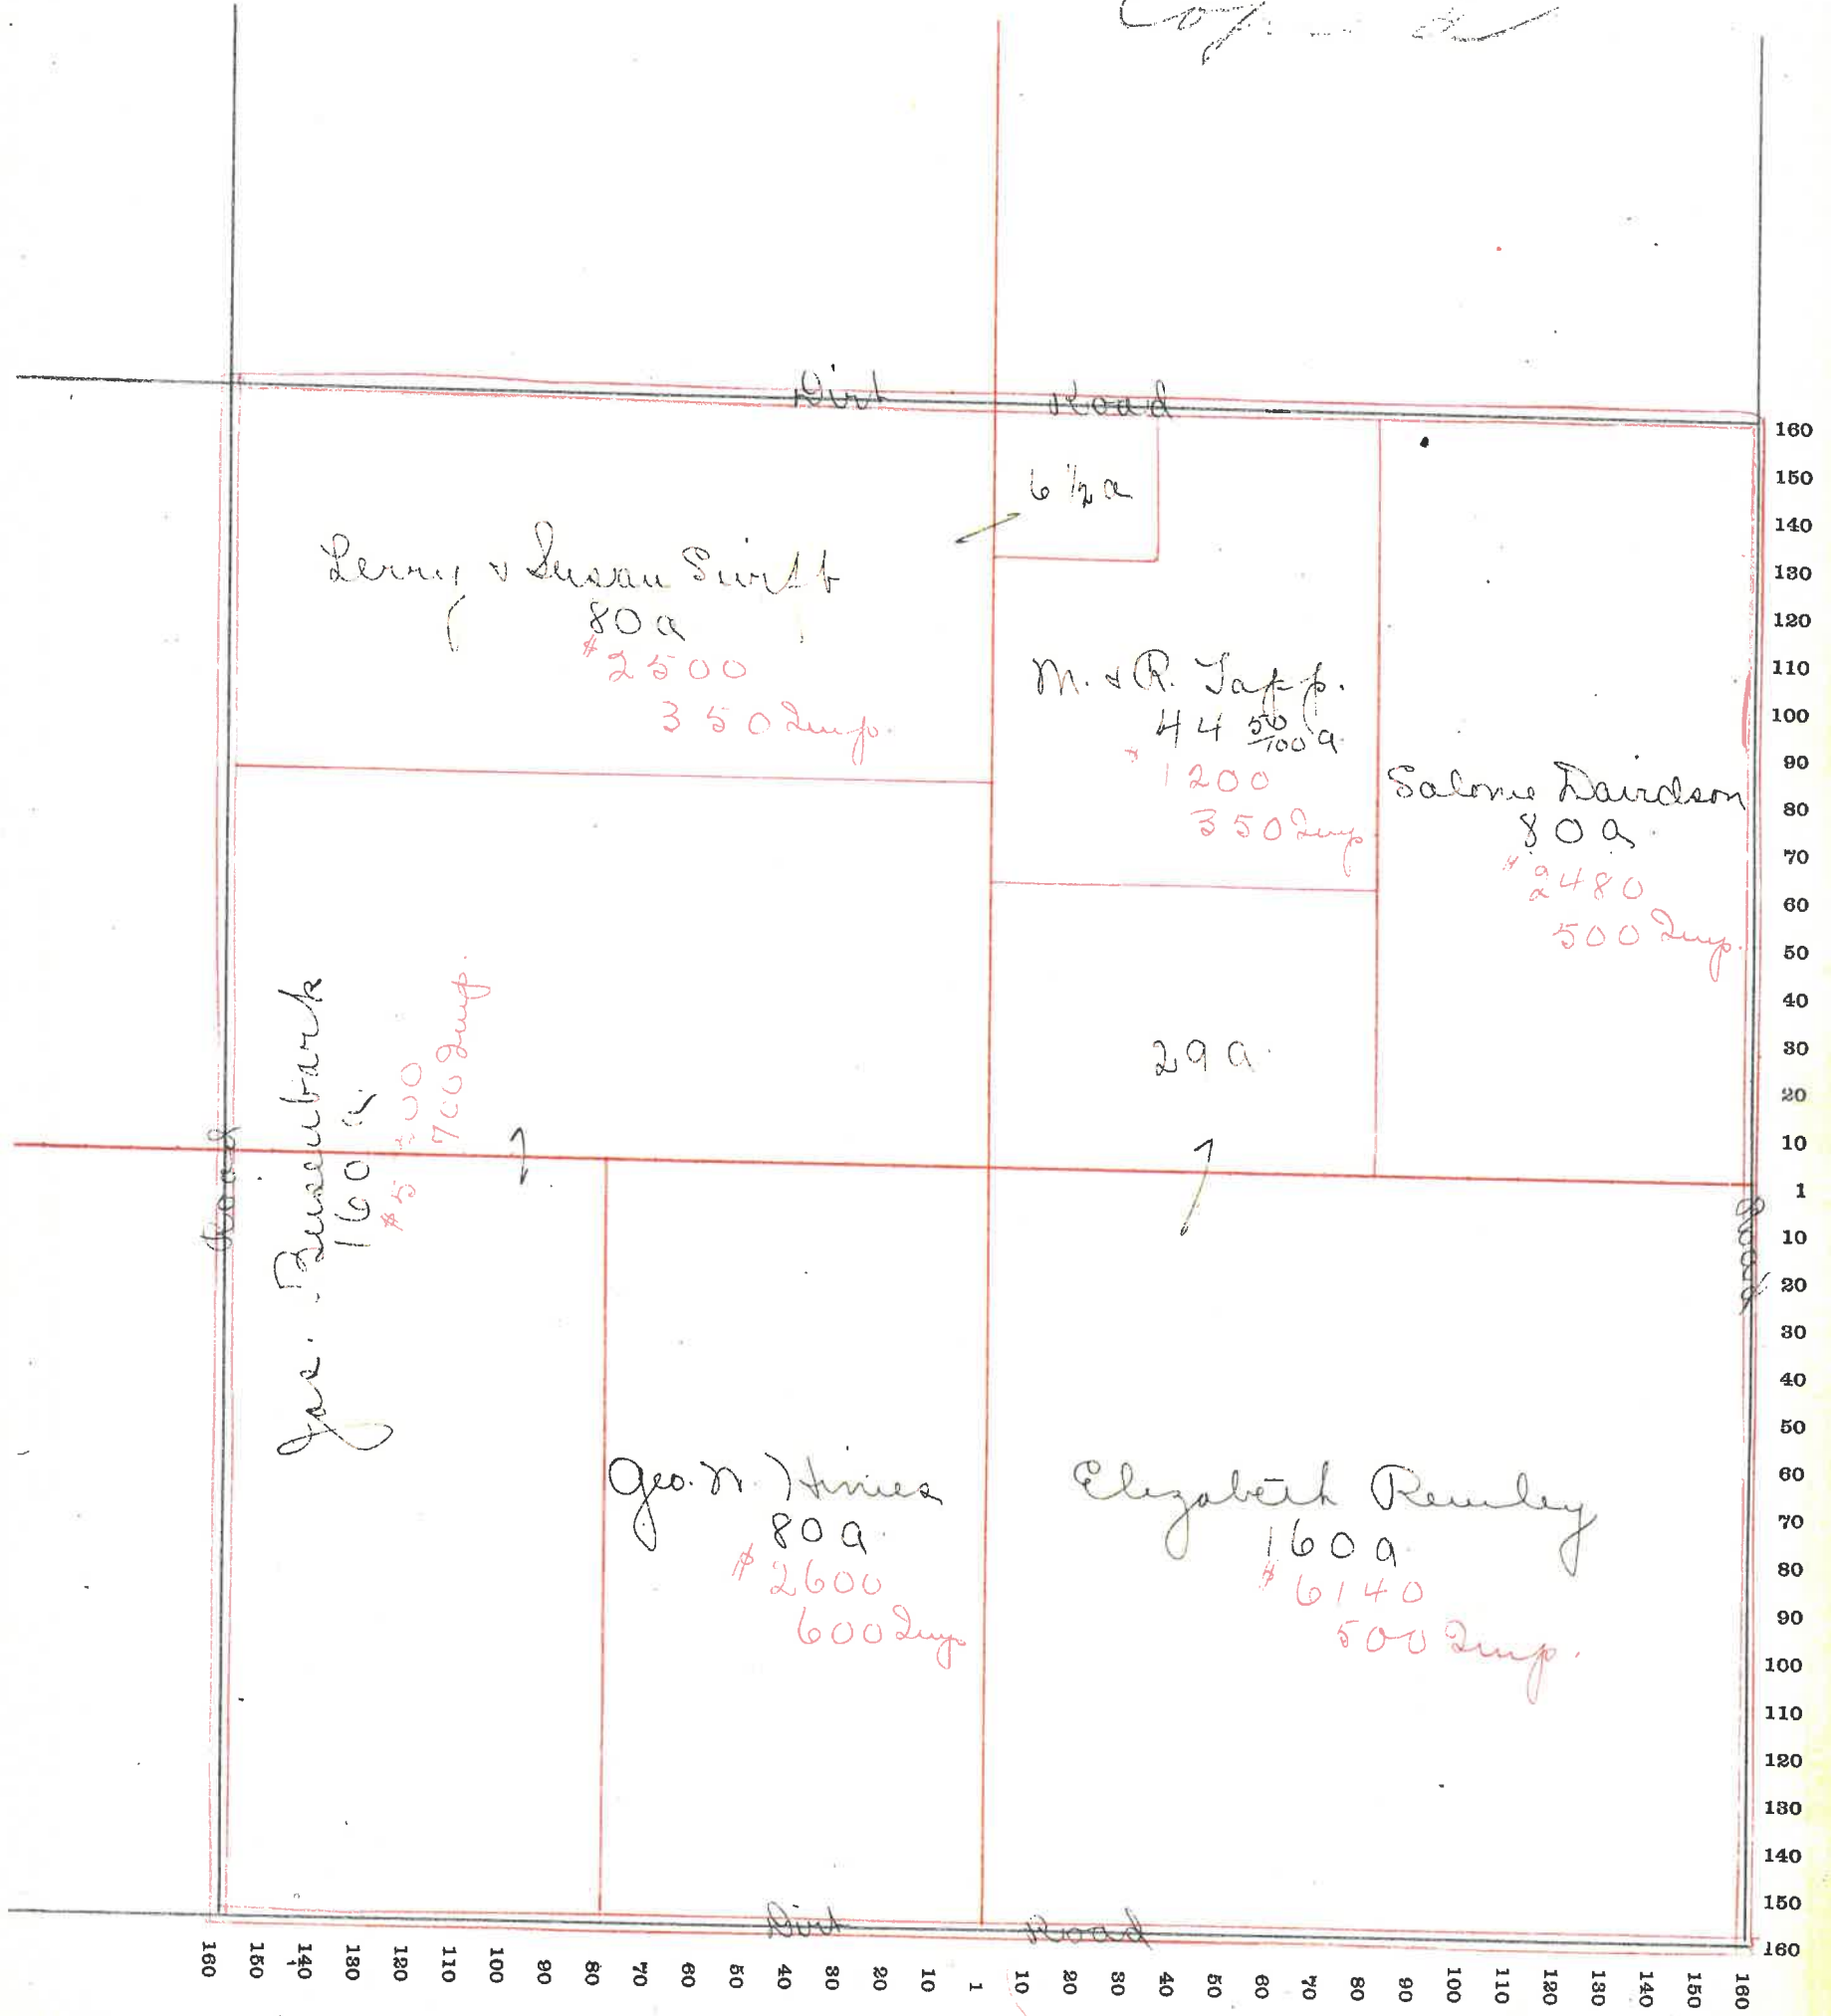 Dirt Road
6 1/2 a
& Susan Swift
80 a
$2500
350 Imp.
M. & R. Tapp.
44 50/100 a
$1200
350 Imp
Salome Davidson
80 a.
$2480
500 Imp.
29 a.
Road
Jas. Busenbark
160 a.
700 Imp.
Road
Geo. W. Himes
80 a.
$2600
600 Imp
Elizabeth Remley
160 a.
$6140
500 Imp.
Dirt Road
160
150
140
130
120
110
100
90
80
70
60
50
40
30
20
10
1
10
20
30
40
50
60
70
80
90
100
110
120
130
140
150
160
160 150 140 130 120 110 100 90 80 70 60 50 40 30 20 10 1 10 20 30 40 50 60 70 80 90 100 110 120 130 140 150 160